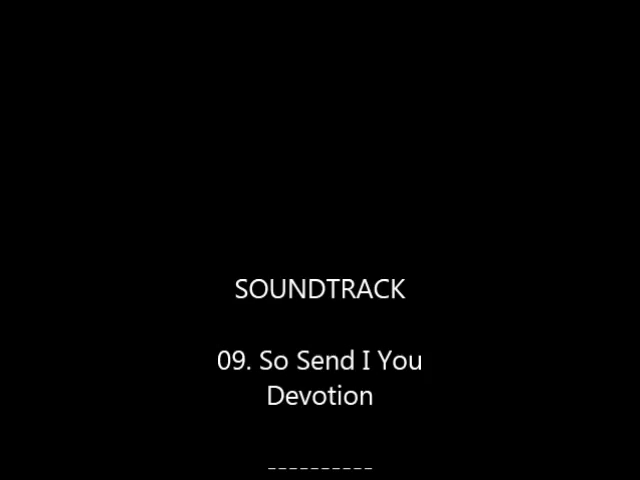 SOUNDTRACK
09. So Send I You
Devotion
----------